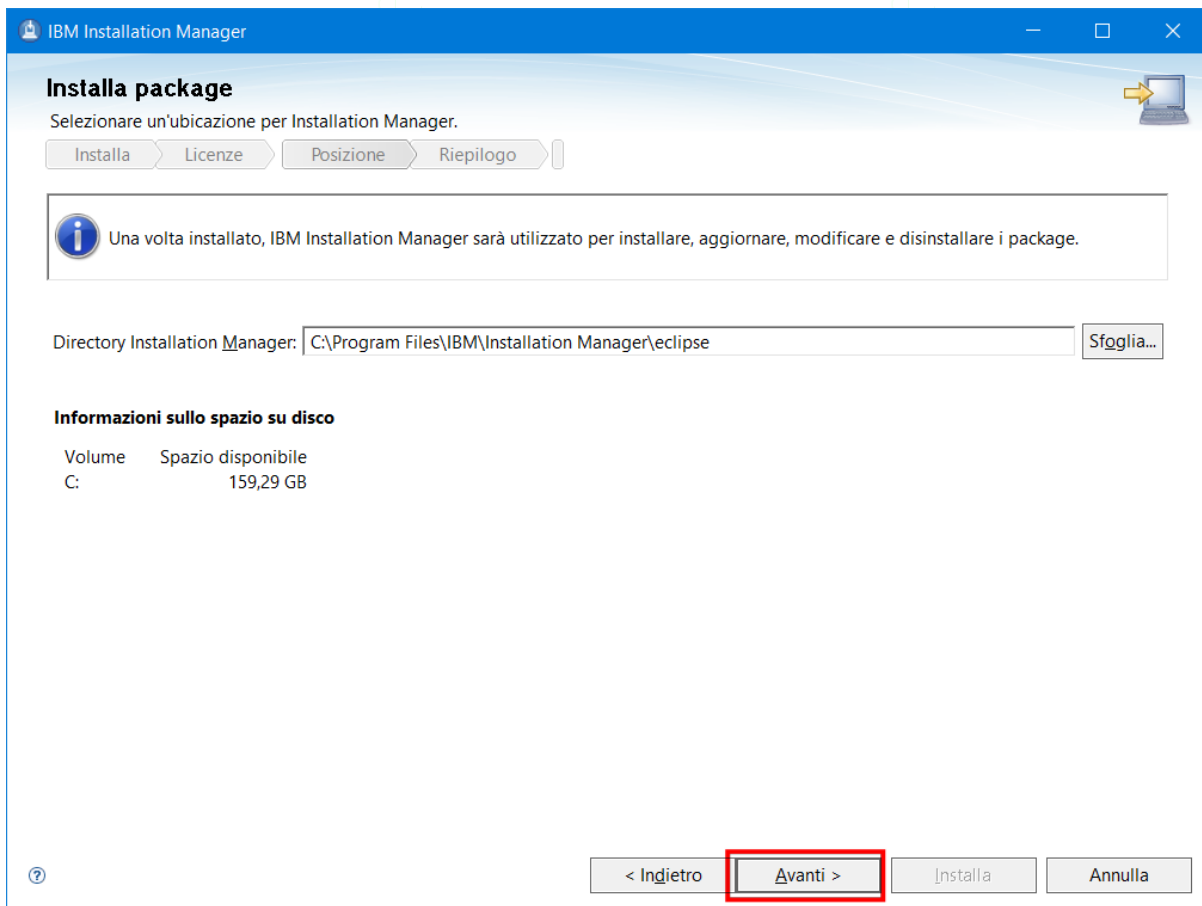 IBM Installation Manager
Installa package
Selezionare un'ubicazione per Installation Manager.
Installa Licenze Posizione Riepilogo
Una volta installato, IBM Installation Manager sarà utilizzato per installare, aggiornare, modificare e disinstallare i package.
Directory Installation Manager: C:\Program Files\IBM\Installation Manager\eclipse Sfoglia...
Informazioni sullo spazio su disco
Volume Spazio disponibile
C: 159,29 GB
? < Indietro Avanti > Installa Annulla